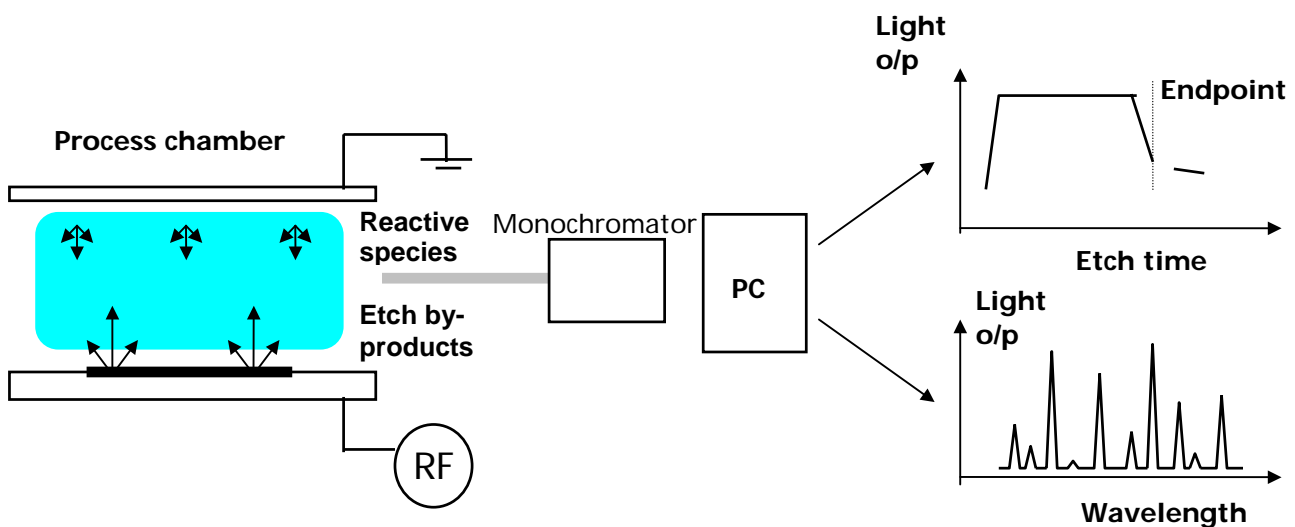 Light
o/p
Endpoint
Process chamber
Reactive
species
Monochromator
Etch time
PC
Light
o/p
Etch by-
products
RF
Wavelength